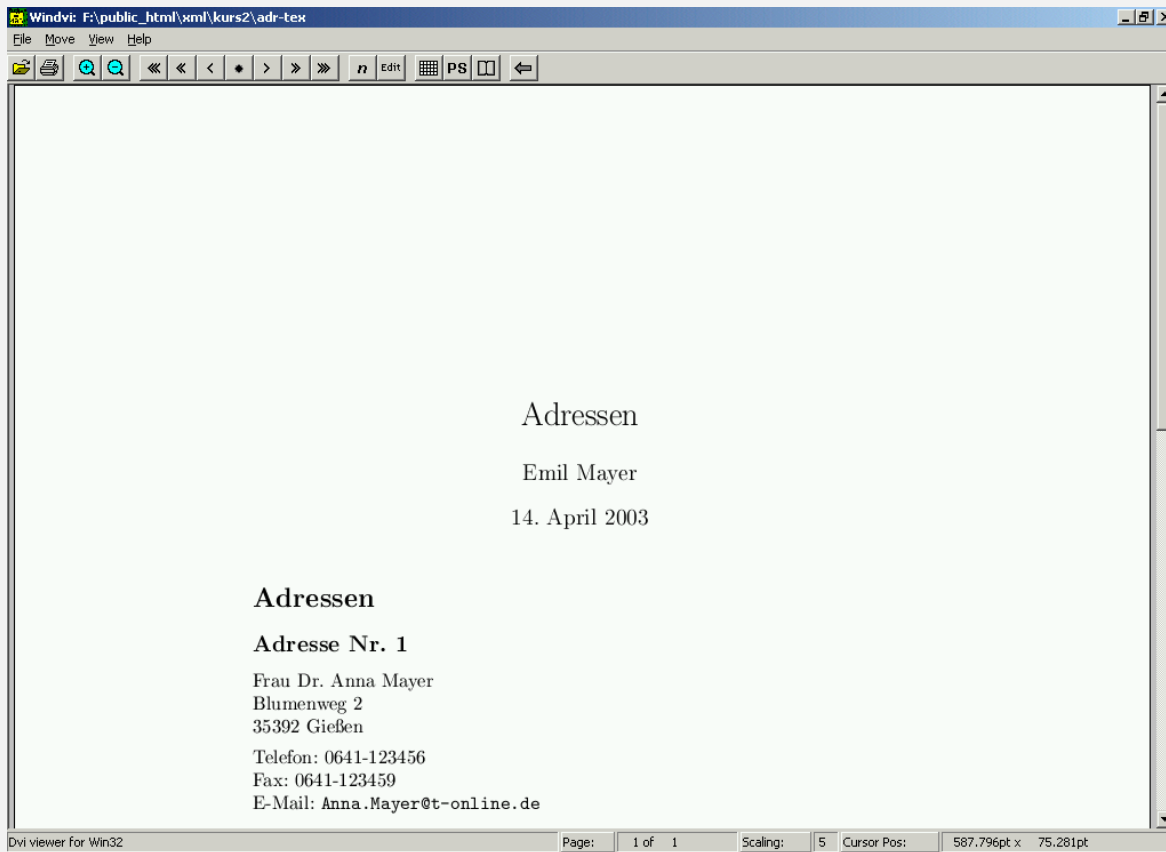 Windvi: F:\public_html\xml\kurs2\adr-tex
File Move View Help
n Edit PS
Adressen
Emil Mayer
14. April 2003
Adressen
Adresse Nr. 1
Frau Dr. Anna Mayer
Blumenweg 2
35392 Gießen
Telefon: 0641-123456
Fax: 0641-123459
E-Mail: Anna.Mayer@t-online.de
Dvi viewer for Win32 Page: 1 of 1 Scaling: 5 Cursor Pos: 587.796pt x 75.281pt